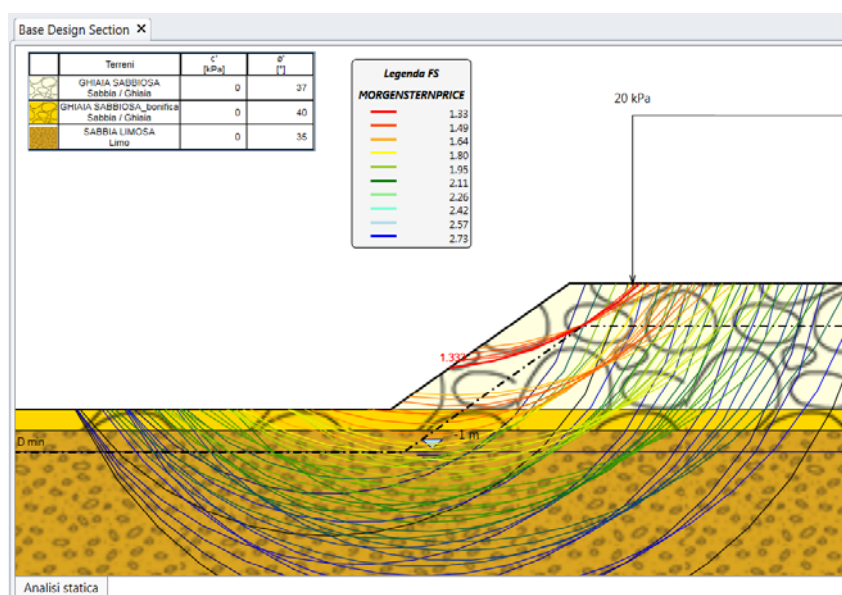 Base Design Section ✕
Terreni c' [kPa] ø' [°]
GHIAIA SABBIOSA
Sabbia / Ghiaia 0 37
GHIAIA SABBIOSA_bonifica
Sabbia / Ghiaia 0 40
SABBIA LIMOSA
Limo 0 35
Legenda FS
MORGENSTERNPRICE
1.33
1.49
1.64
1.80
1.95
2.11
2.26
2.42
2.57
2.73
20 kPa
1.333
-1 m
D min
Analisi statica